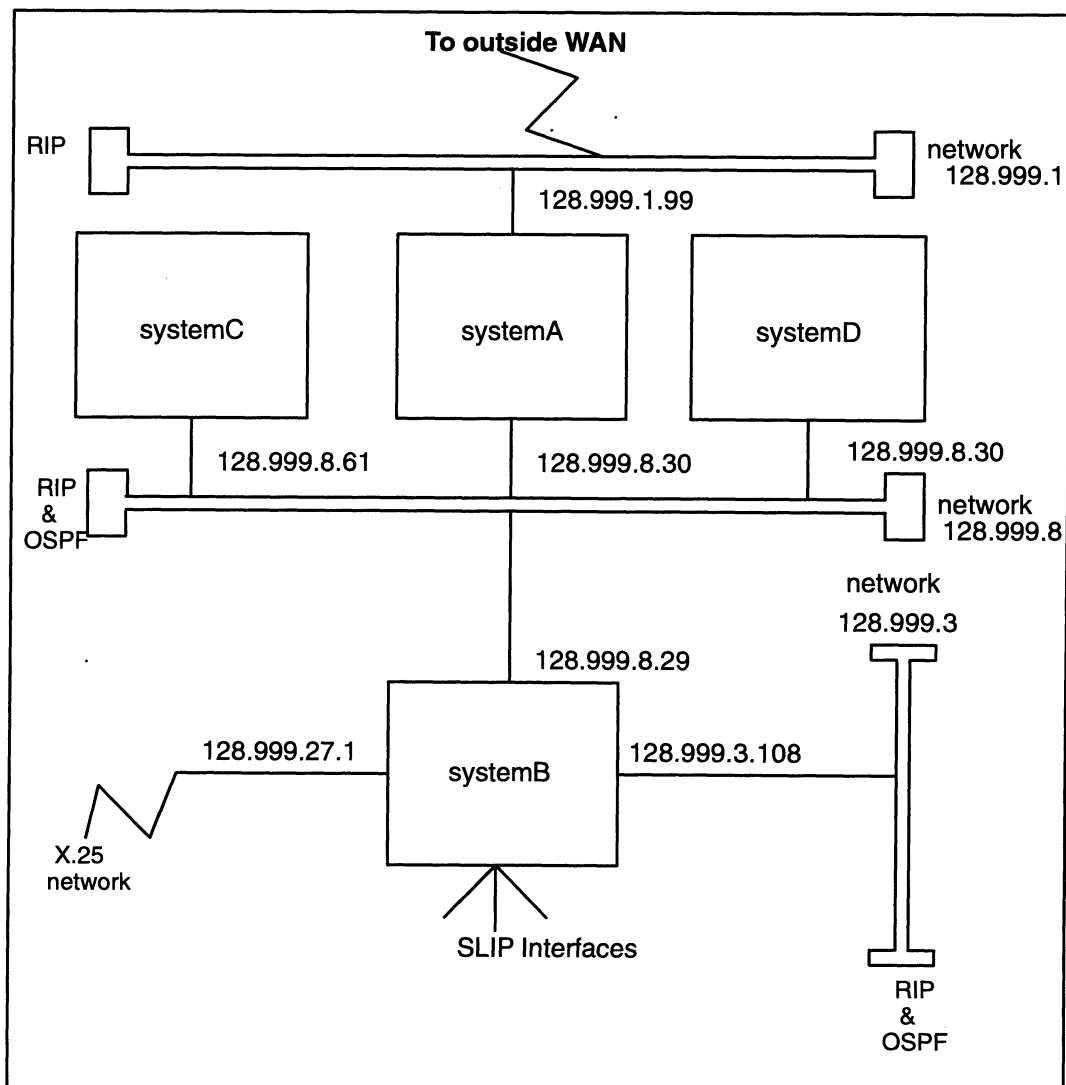 To outside WAN
RIP
network
128.999.1
128.999.1.99
systemC
systemA
systemD
128.999.8.61
128.999.8.30
128.999.8.30
RIP
&
OSPF
network
128.999.8
network
128.999.3
128.999.8.29
128.999.27.1
systemB
128.999.3.108
X.25
network
SLIP Interfaces
RIP
&
OSPF